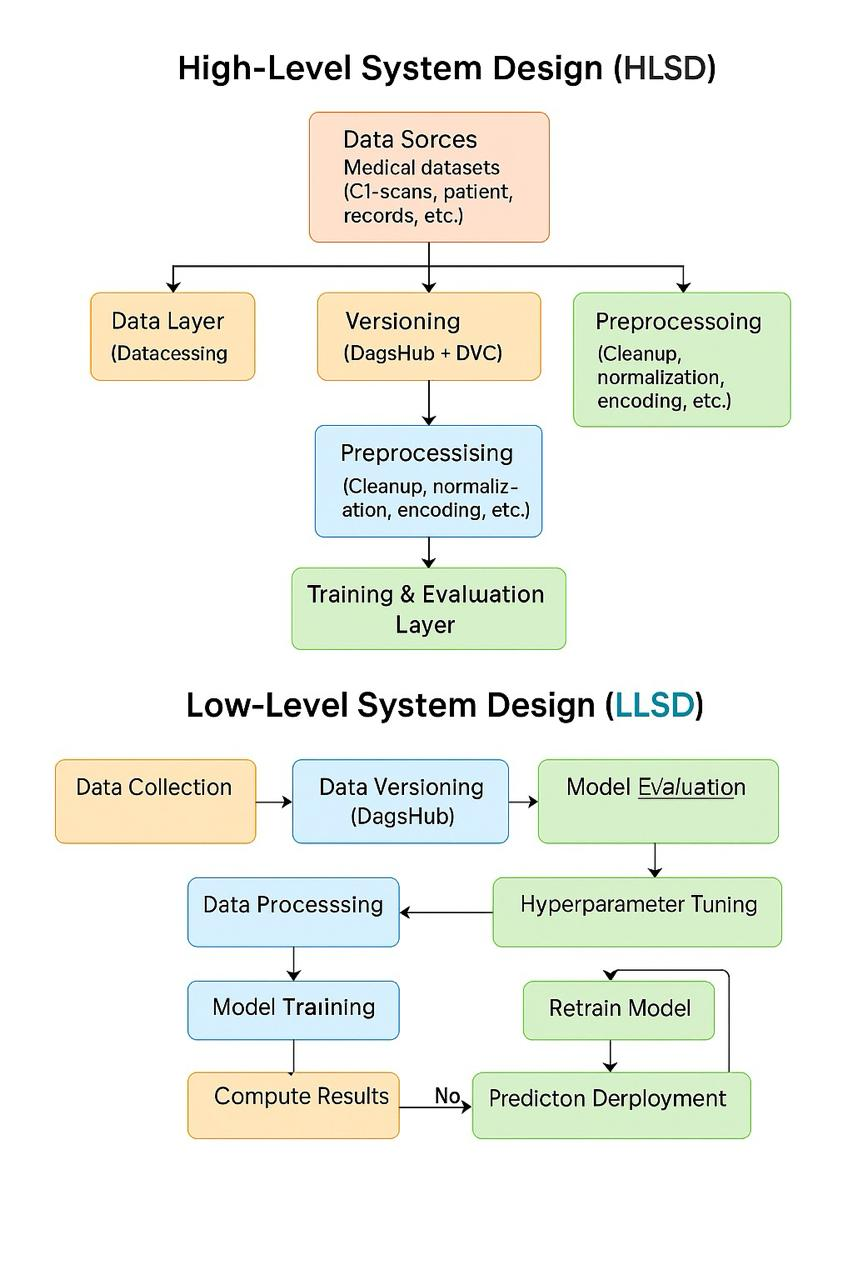 High-Level System Design (HLSD)
Data Sorces
Medical datasets
(C1-scans, patient,
records, etc.)
Data Layer
(Datacessing
Versioning
(DagsHub + DVC)
Preprocessoing
(Cleanup,
normalization,
encoding, etc.)
Preprocessising
(Cleanup, normaliz-
ation, encoding, etc.)
Training & Evaluation
Layer
Low-Level System Design (LLSD)
Data Collection
Data Versioning
(DagsHub)
Model Evaluation
Data Processsing
Hyperparameter Tuning
Model Traiining
Retrain Model
Compute Results
No
Predicton Derployment